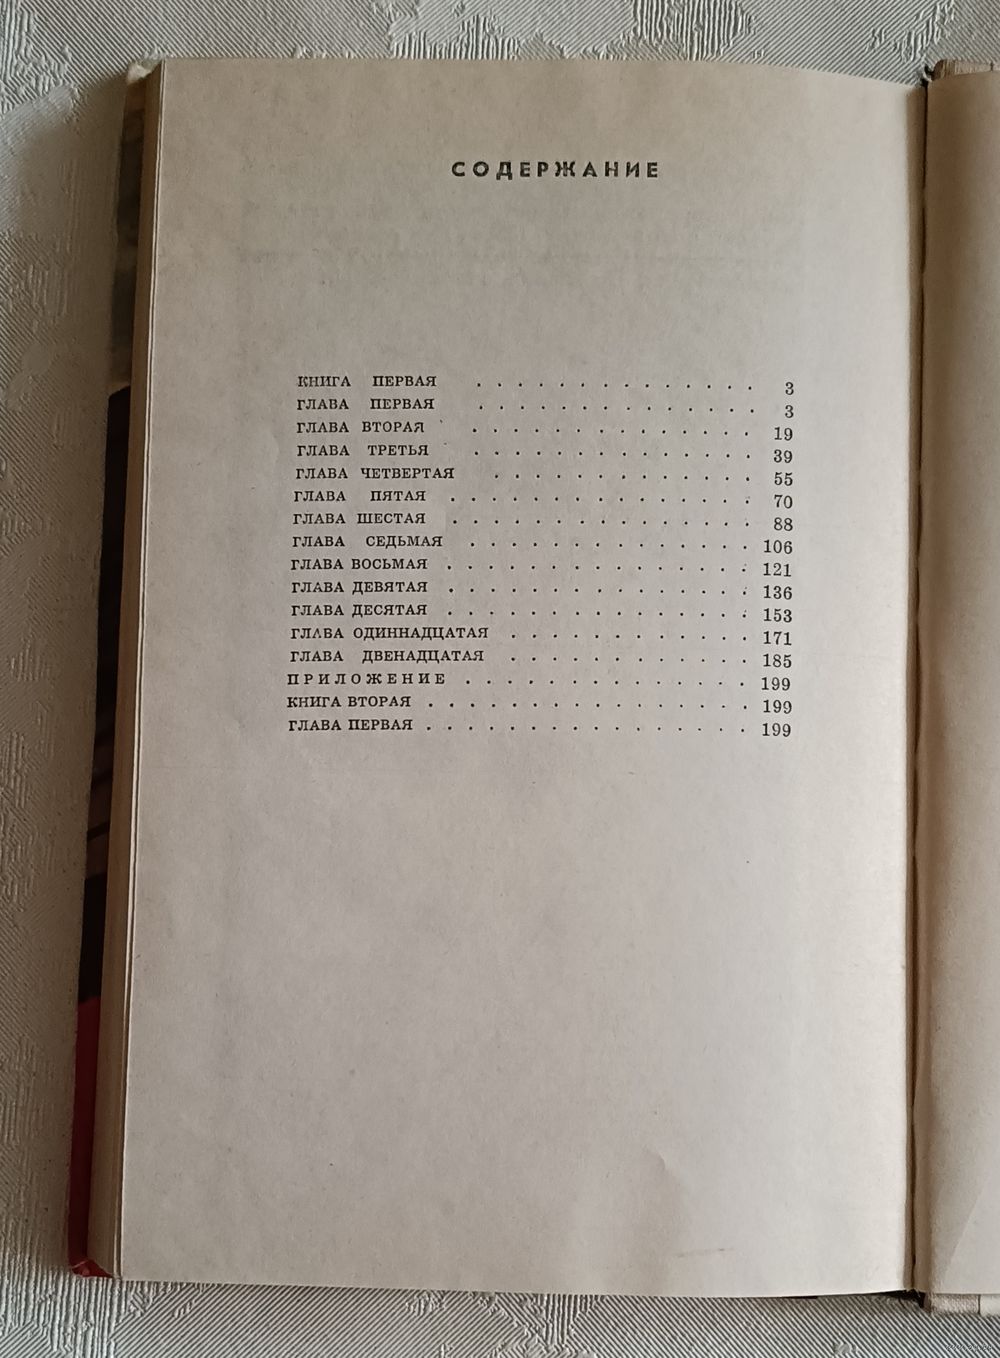 СОДЕРЖАНИЕ
КНИГА ПЕРВАЯ . . . . . . . . . . . . . . 3
ГЛАВА ПЕРВАЯ . . . . . . . . . . . . . . 3
ГЛАВА ВТОРАЯ . . . . . . . . . . . . . . 19
ГЛАВА ТРЕТЬЯ . . . . . . . . . . . . . . 39
ГЛАВА ЧЕТВЕРТАЯ . . . . . . . . . . . . . 55
ГЛАВА ПЯТАЯ . . . . . . . . . . . . . . . 70
ГЛАВА ШЕСТАЯ . . . . . . . . . . . . . . . 88
ГЛАВА СЕДЬМАЯ . . . . . . . . . . . . . . 106
ГЛАВА ВОСЬМАЯ . . . . . . . . . . . . . . . 121
ГЛАВА ДЕВЯТАЯ . . . . . . . . . . . . . . . 136
ГЛАВА ДЕСЯТАЯ . . . . . . . . . . . . . . . 153
ГЛАВА ОДИННАДЦАТАЯ . . . . . . . . . . . . 171
ГЛАВА ДВЕНАДЦАТАЯ . . . . . . . . . . . . 185
ПРИЛОЖЕНИЕ . . . . . . . . . . . . . . 199
КНИГА ВТОРАЯ . . . . . . . . . . . . . . . . 199
ГЛАВА ПЕРВАЯ . . . . . . . . . . . . . . . . 199